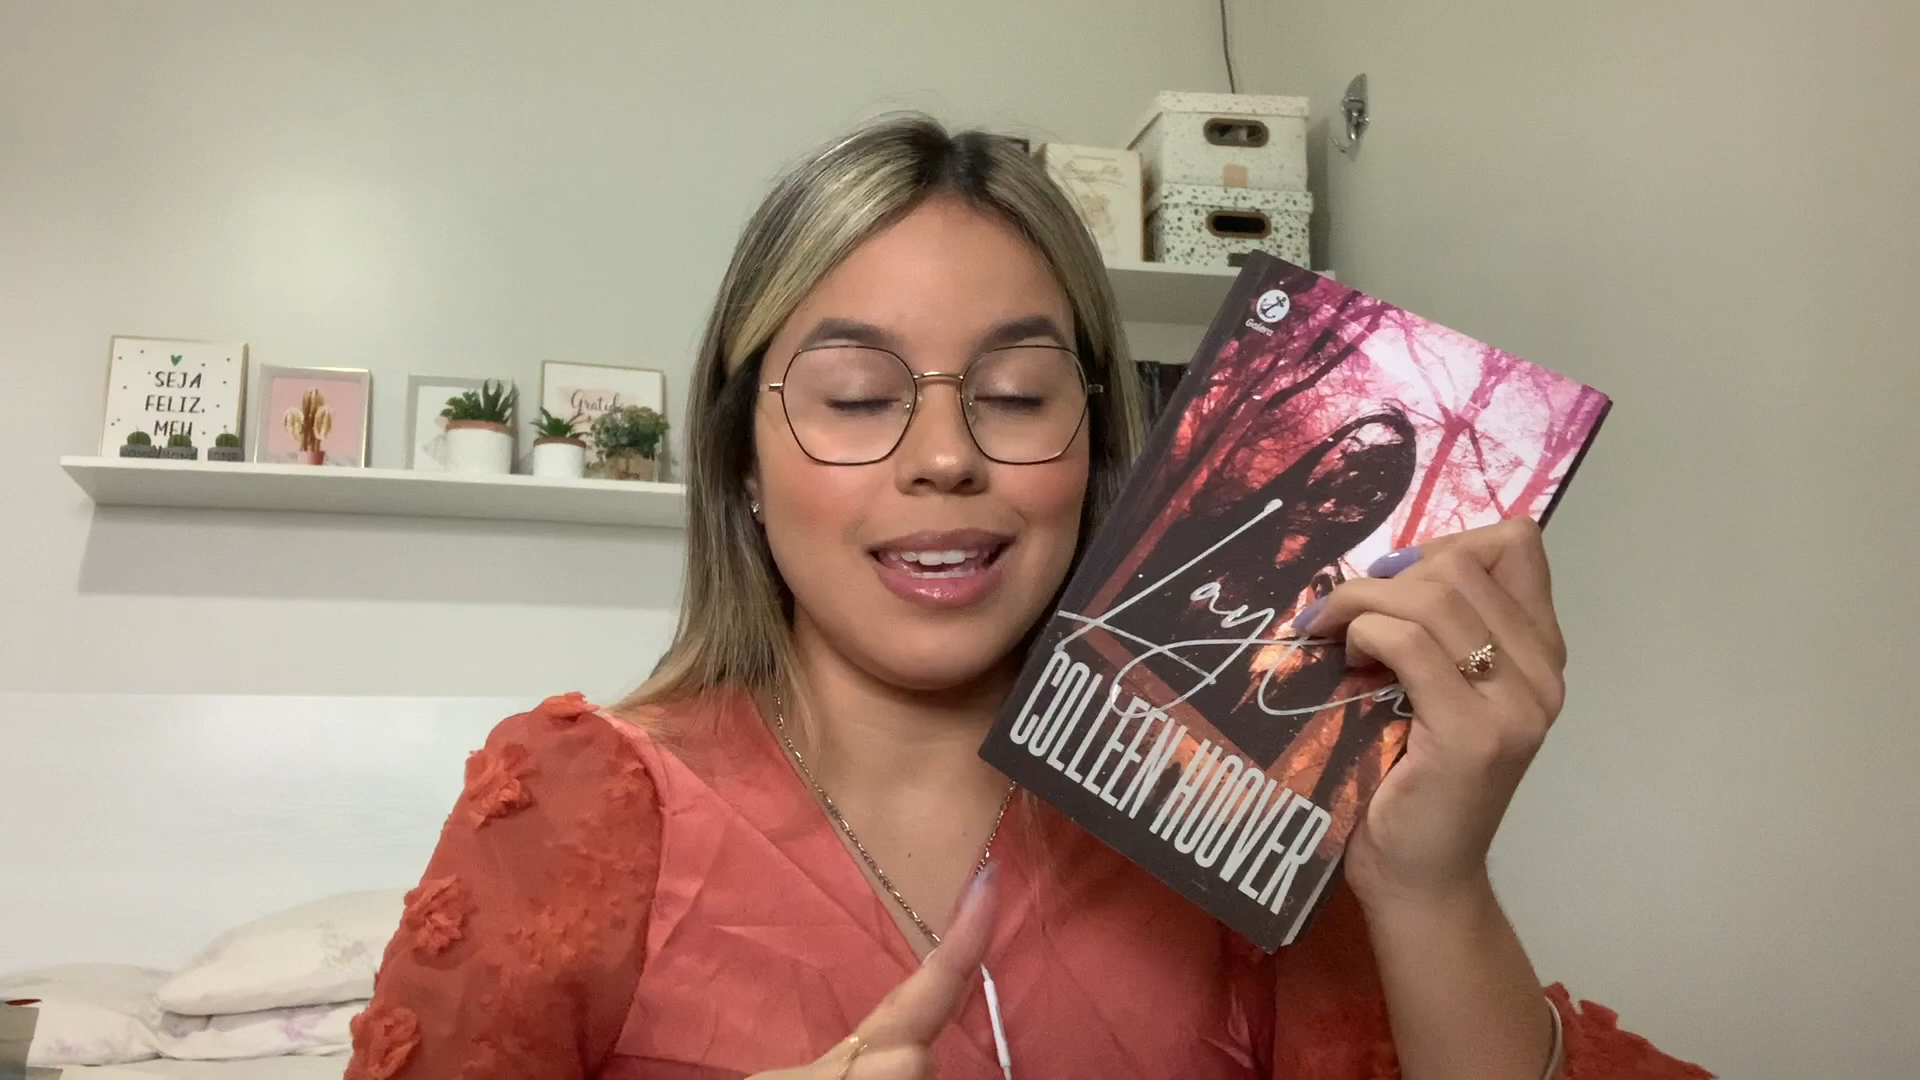 SEJA
FELIZ,
MEU
Galera
Layla
COLLEEN HOOVER